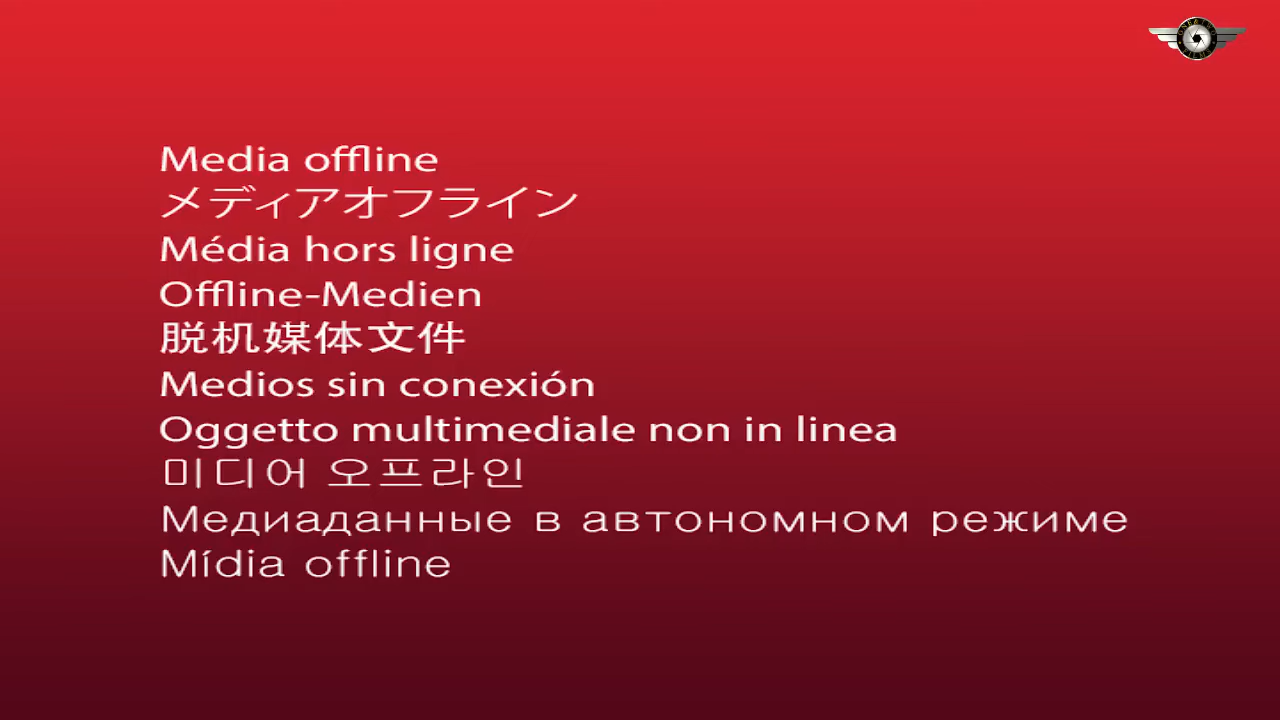 Media offline
メディアオフライン
Média hors ligne
Offline-Medien
脱机媒体文件
Medios sin conexión
Oggetto multimediale non in linea
미디어 오프라인
Медиаданные в автономном режиме
Mídia offline